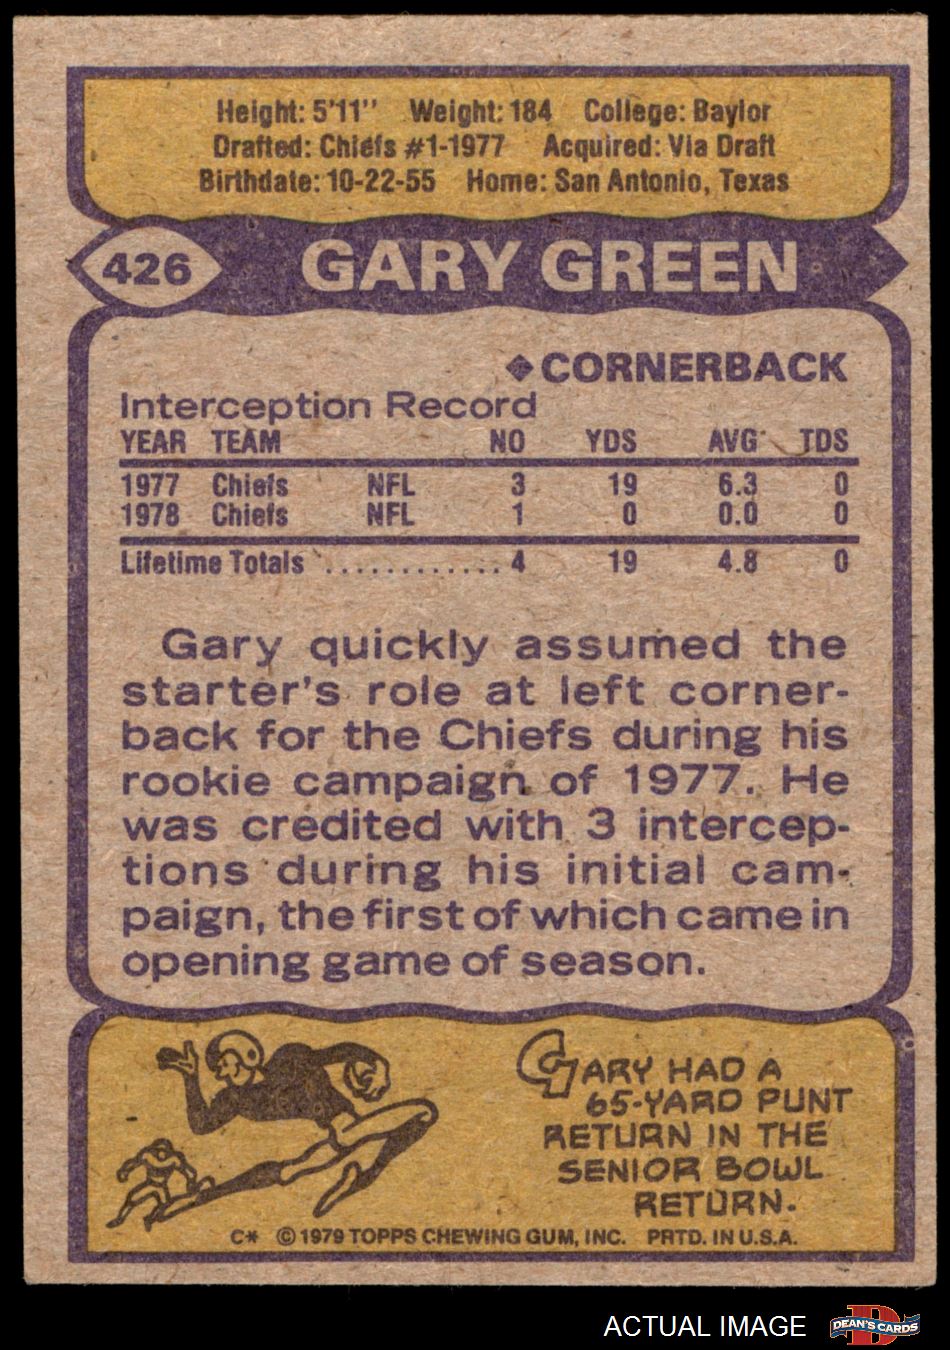 Height: 5'11'' Weight: 184 College: Baylor
Drafted: Chiefs #1-1977 Acquired: Via Draft
Birthdate: 10-22-55 Home: San Antonio, Texas
426 GARY GREEN
◆CORNERBACK
Interception Record
YEAR TEAM NO YDS AVG TDS
1977 Chiefs NFL 3 19 6.3 0
1978 Chiefs NFL 1 0 0.0 0
Lifetime Totals ............ 4 19 4.8 0
Gary quickly assumed the
starter's role at left corner-
back for the Chiefs during his
rookie campaign of 1977. He
was credited with 3 intercep-
tions during his initial cam-
paign, the first of which came in
opening game of season.
GARY HAD A
65-YARD PUNT
RETURN IN THE
SENIOR BOWL
RETURN.
C* © 1979 TOPPS CHEWING GUM, INC. PRTD. IN U.S.A.
ACTUAL IMAGE
D
DEAN'S CARDS